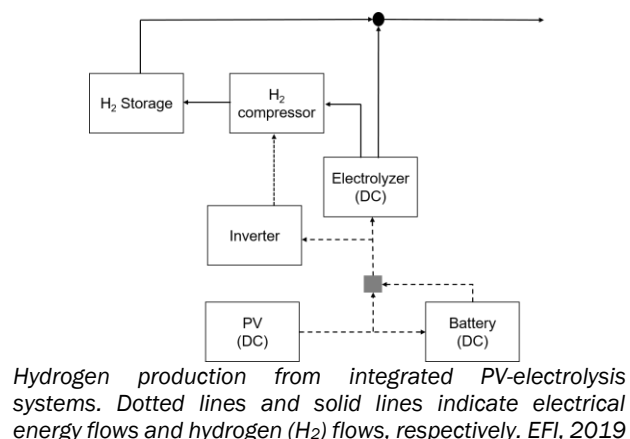 H₂ Storage
H₂
compressor
Electrolyzer
(DC)
Inverter
PV
(DC)
Battery
(DC)
Hydrogen production from integrated PV-electrolysis
systems. Dotted lines and solid lines indicate electrical
energy flows and hydrogen (H₂) flows, respectively. EFI, 2019